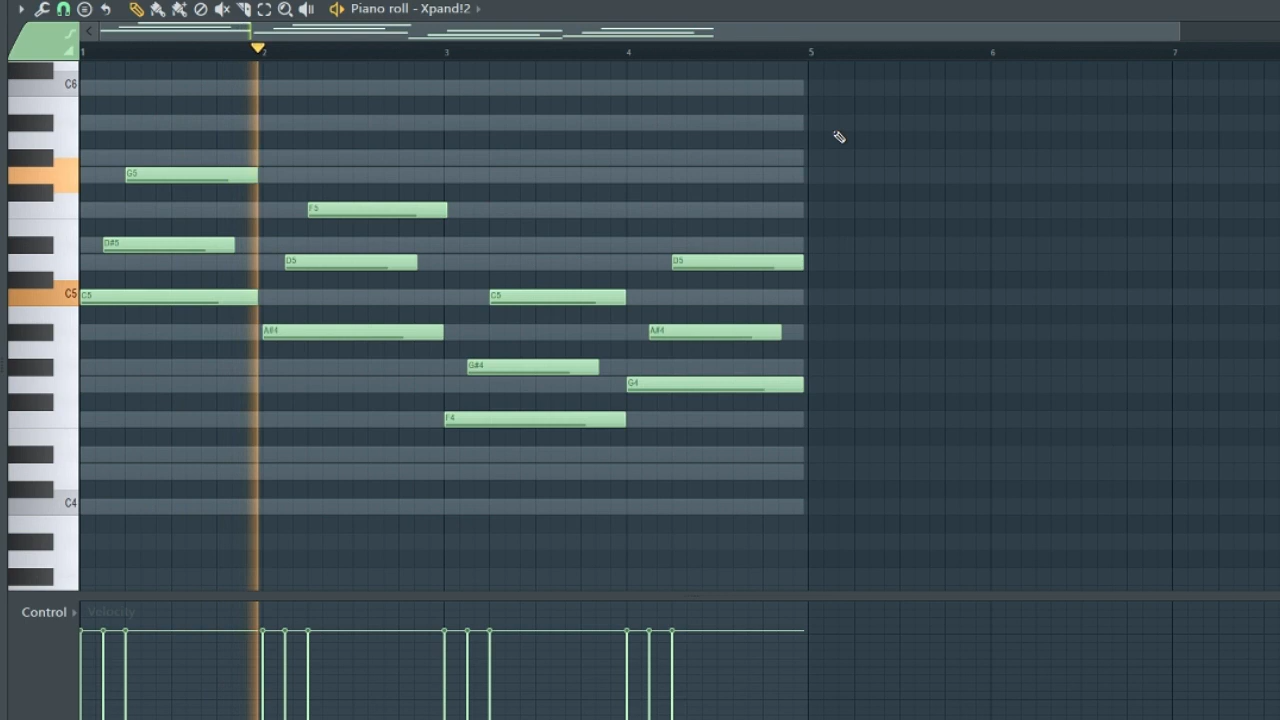 Piano roll - Xpand!2
1 2 3 4 5 6 7
C6
G5
F5
D#5
D5 D5
C5 C5 C5
A#4 A#4
G#4
G4
F4
C4
Control Velocity